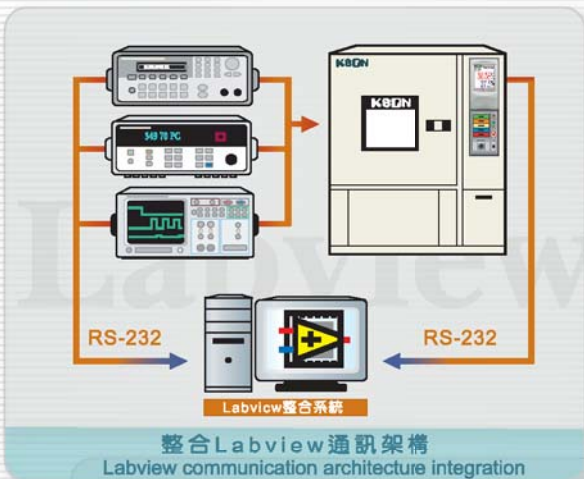 KSON
KSON
Labview
RS-232
RS-232
Labview整合系統
整合Labview通訊架構
Labview communication architecture integration